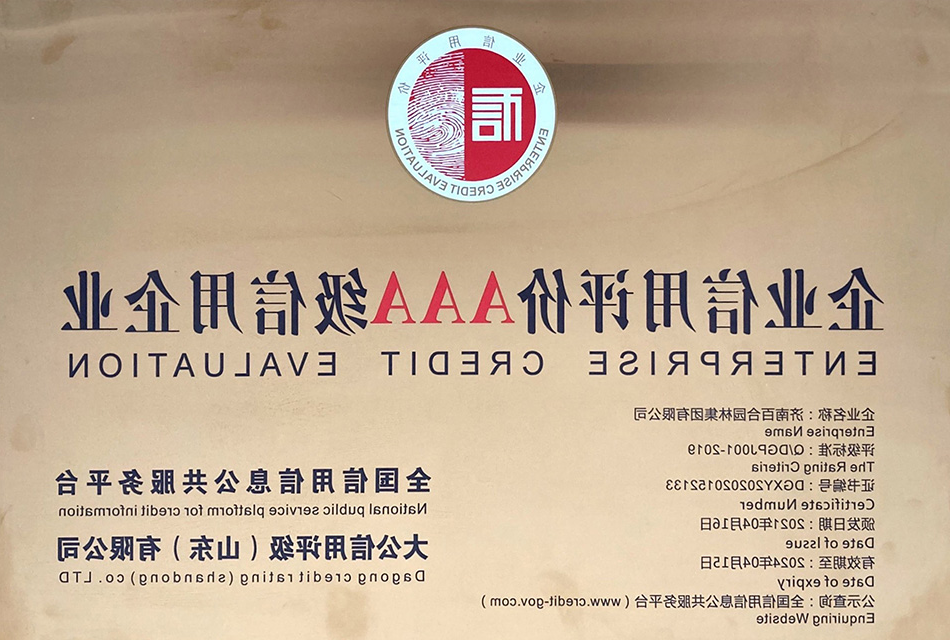 企业信用评价
信
ENTERPRISE CREDIT EVALUATION
企业信用评价AAA级信用企业
ENTERPRISE CREDIT EVALUATION
企业名称：济南百合园林集团有限公司
Enterprise Name
评级标准：Q/DGPJ001-2019
The Rating Criteria
证书编号：DGXY202020152133
Certificate Number
颁发日期：2021年04月16日
Date of Issue
有效期至：2024年04月15日
Date of expiry
公示查询：全国信用信息公共服务平台（www.credit-gov.com）
Enquiring Website
全国信用信息公共服务平台
National public service platform for credit information
大公信用评级（山东）有限公司
Dagong credit rating (shandong) co. LTD